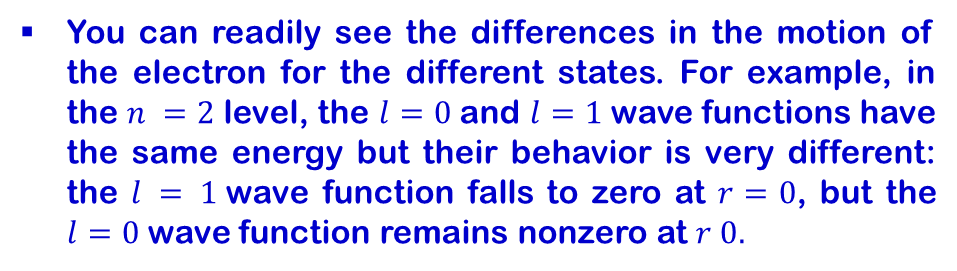 ▪ You can readily see the differences in the motion of
the electron for the different states. For example, in
the n = 2 level, the l = 0 and l = 1 wave functions have
the same energy but their behavior is very different:
the l = 1 wave function falls to zero at r = 0, but the
l = 0 wave function remains nonzero at r 0.